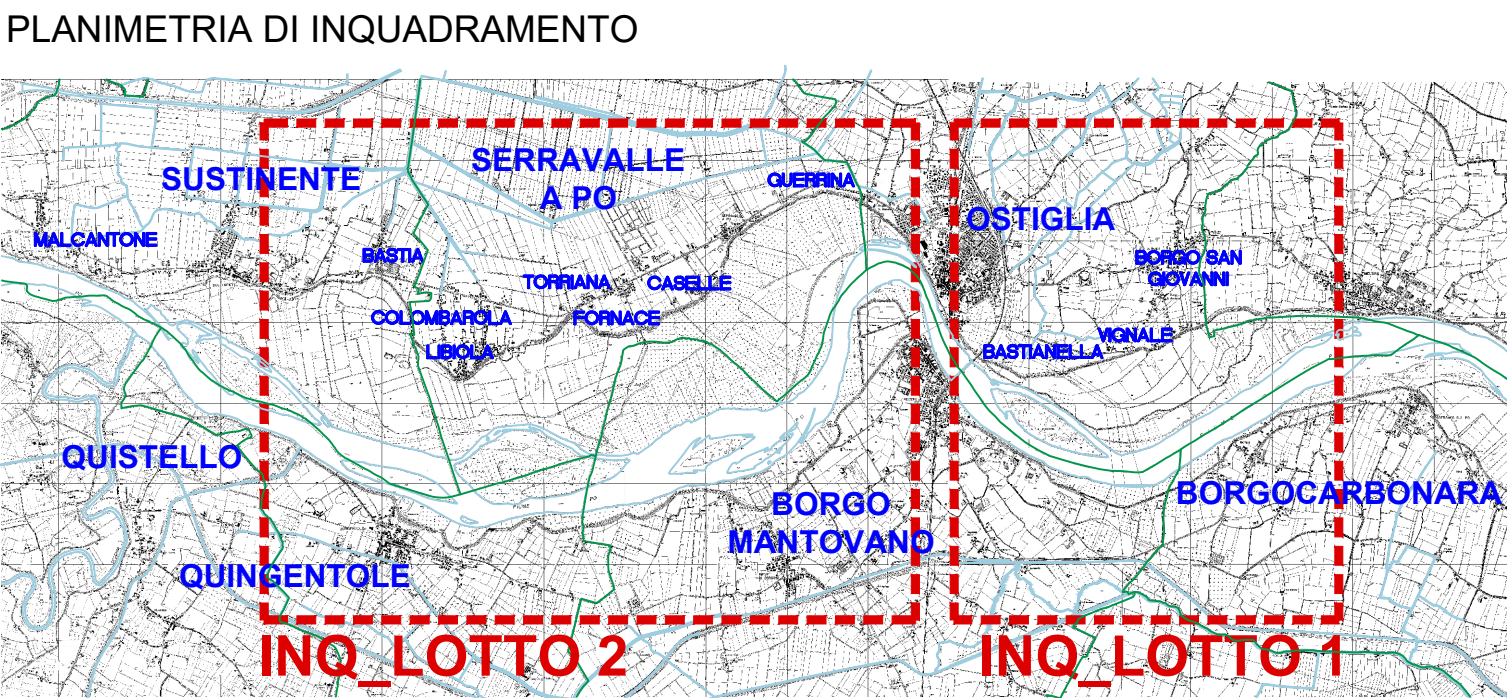 PLANIMETRIA DI INQUADRAMENTO
SERRAVALLE
A PO
SUSTINENTE
QUERRINA
OSTIGLIA
MALCANTONE
BASTIA
BORGO SAN
GIOVANNI
TORRIANA
CASELLE
COLOMBAROLA
FORNACE
VIGNALE
LIBIOLA
BASTIANELLA
QUISTELLO
BORGOCARBONARA
BORGO
MANTOVANO
QUINGENTOLE
INQ_LOTTO 2
INQ_LOTTO 1